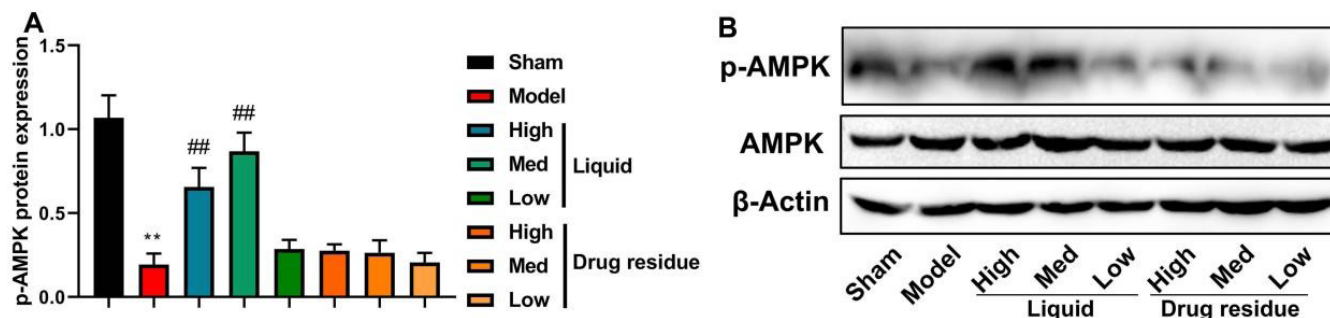 A
p-AMPK protein expression
1.5
1.0
0.5
0.0
**
##
##
Sham
Model
High
Med
Low
Liquid
High
Med
Low
Drug residue
B
p-AMPK
AMPK
β-Actin
Sham Model High Med Low High Med Low
Liquid Drug residue